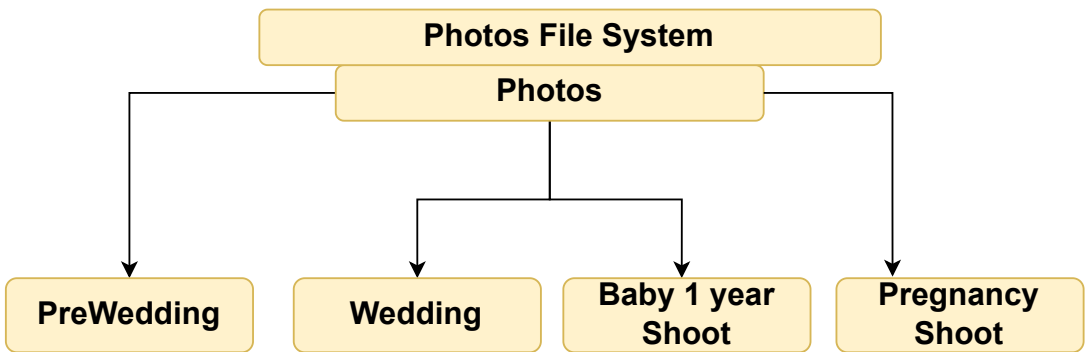 Photos File System
Photos
PreWedding
Wedding
Baby 1 year
Shoot
Pregnancy
Shoot